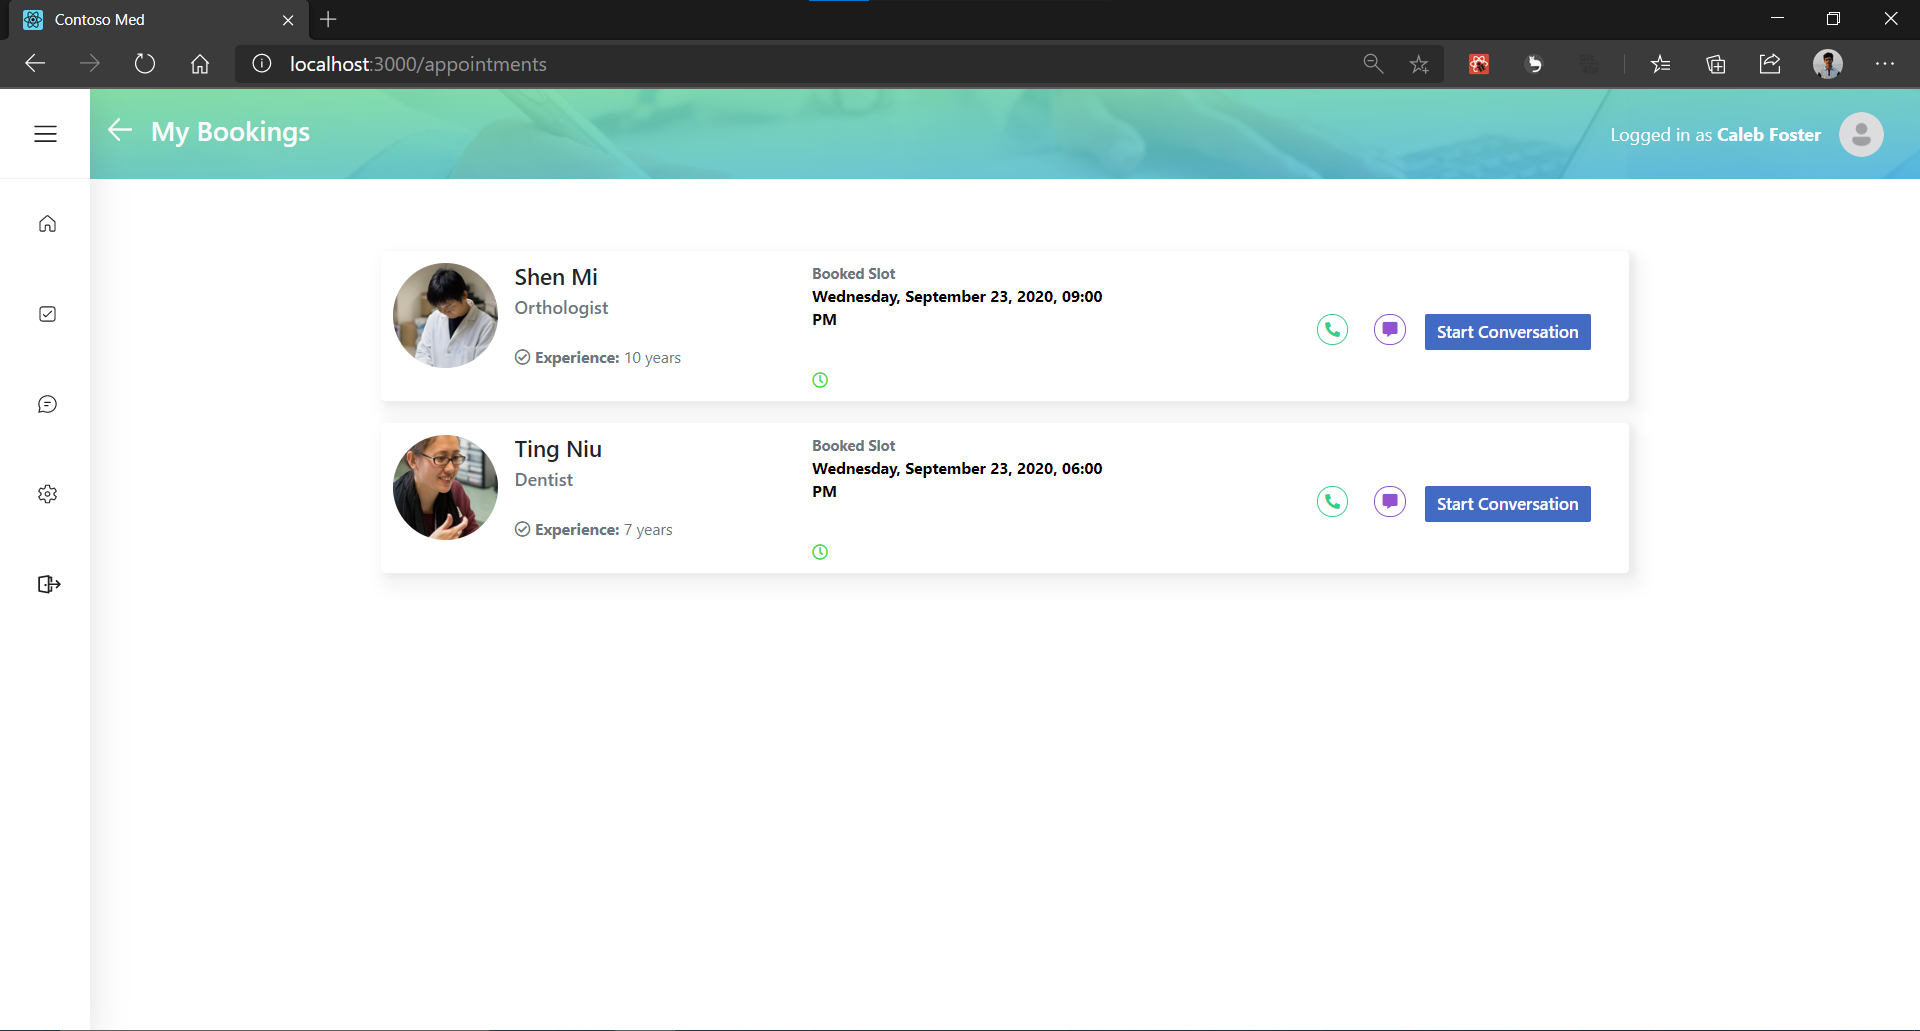 Contoso Med
localhost:3000/appointments
My Bookings
Logged in as Caleb Foster
Shen Mi
Orthologist
Experience: 10 years
Booked Slot
Wednesday, September 23, 2020, 09:00
PM
Start Conversation
Ting Niu
Dentist
Experience: 7 years
Booked Slot
Wednesday, September 23, 2020, 06:00
PM
Start Conversation